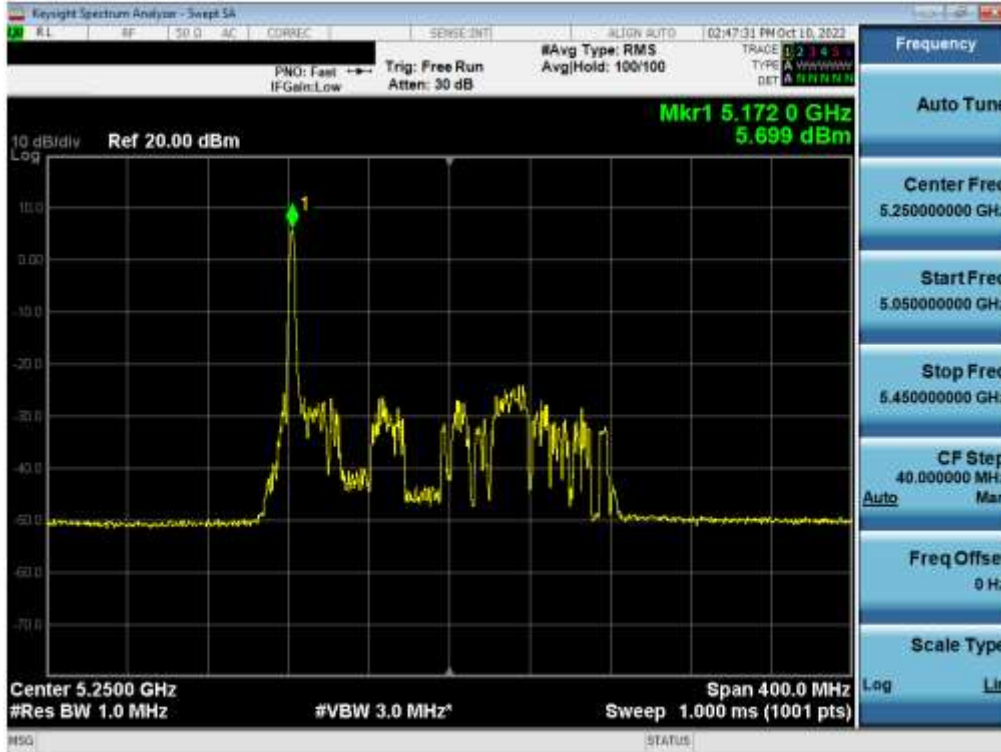 Keysight Spectrum Analyzer - Swept SA
RL RF 50 Ω AC CORREC SENSE:INT ALIGN AUTO 02:47:31 PM Oct 10, 2022
PNO: Fast Trig: Free Run #Avg Type: RMS TRACE 1 2 3 4 5 6
IFGain:Low Atten: 30 dB Avg|Hold: 100/100 TYPE A WWWWW
DET A N N N N N
Mkr1 5.172 0 GHz
5.699 dBm
10 dB/div Ref 20.00 dBm
Log
10.0
0.00
-10.0
-20.0
-30.0
-40.0
-50.0
-60.0
-70.0
1
Center 5.2500 GHz Span 400.0 MHz
#Res BW 1.0 MHz #VBW 3.0 MHz* Sweep 1.000 ms (1001 pts)
MSG STATUS
Frequency
Auto Tune
Center Freq
5.250000000 GHz
Start Freq
5.050000000 GHz
Stop Freq
5.450000000 GHz
CF Step
40.000000 MHz
Auto Man
Freq Offset
0 Hz
Scale Type
Log Lin